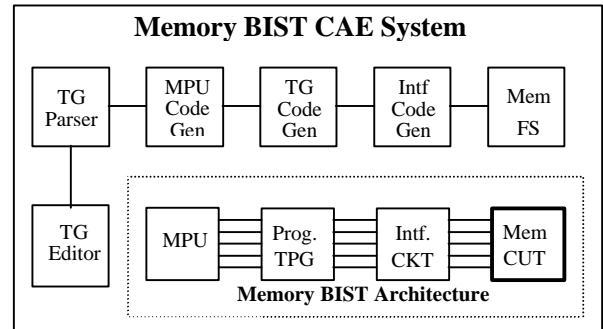 Memory BIST CAE System
TG
Parser
MPU
Code
Gen
TG
Code
Gen
Intf
Code
Gen
Mem
FS
TG
Editor
MPU
Prog.
TPG
Intf.
CKT
Mem
CUT
Memory BIST Architecture